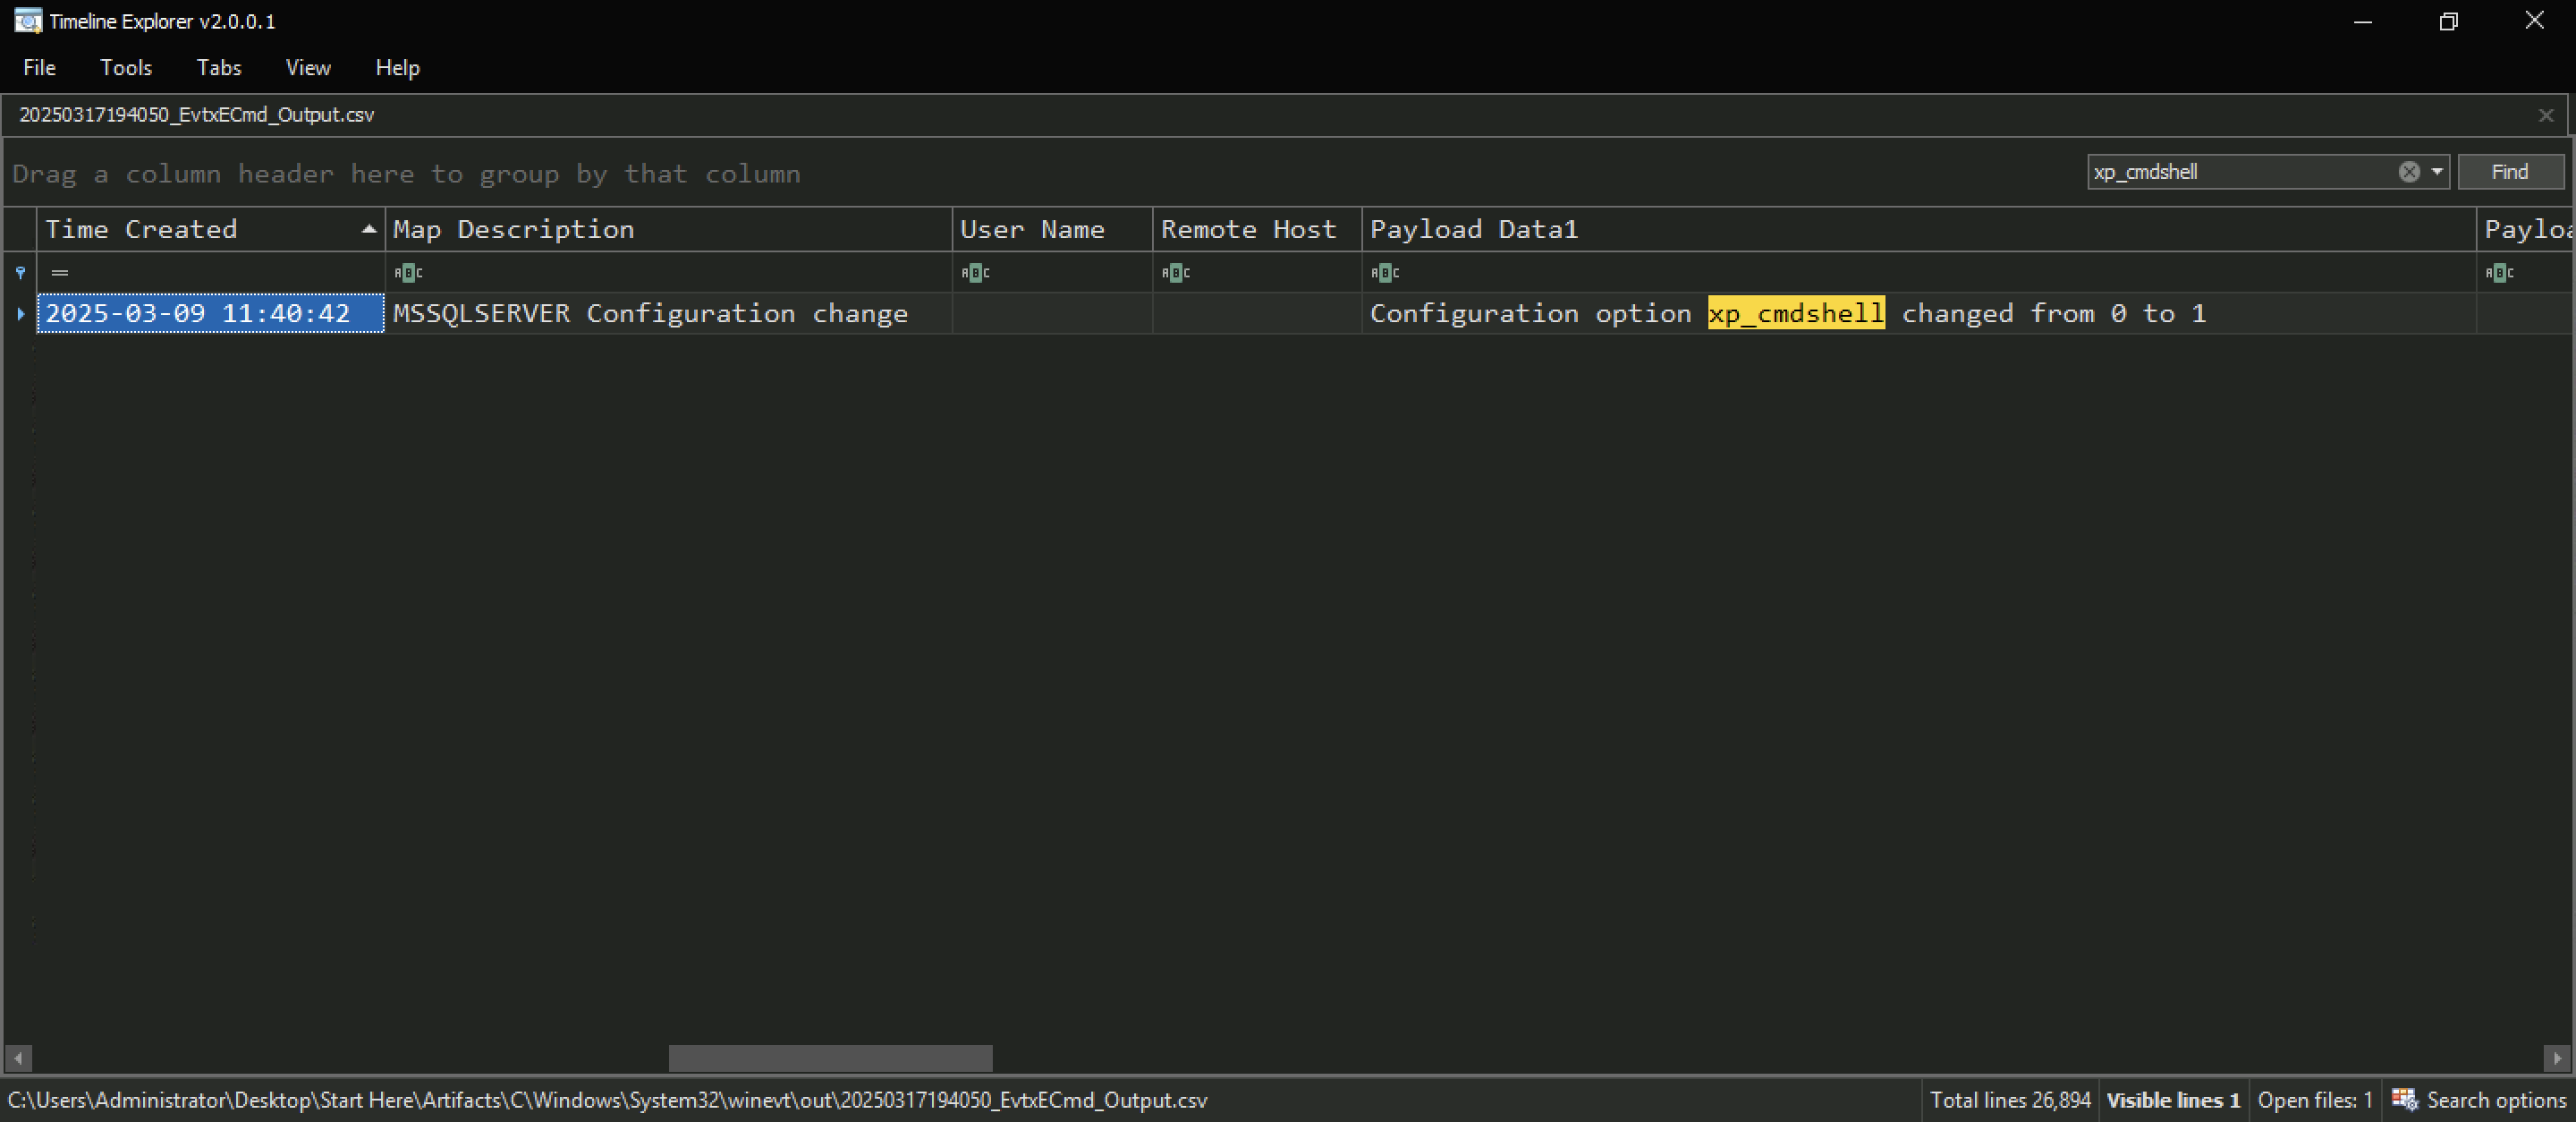 Timeline Explorer v2.0.0.1
File Tools Tabs View Help
20250317194050_EvtxECmd_Output.csv
Drag a column header here to group by that column
xp_cmdshell Find
Time Created Map Description User Name Remote Host Payload Data1 Payloa
= ABC ABC ABC ABC ABC
2025-03-09 11:40:42 MSSQLSERVER Configuration change Configuration option xp_cmdshell changed from 0 to 1
C:\Users\Administrator\Desktop\Start Here\Artifacts\C\Windows\System32\winevt\out\20250317194050_EvtxECmd_Output.csv Total lines 26,894 Visible lines 1 Open files: 1 Search options